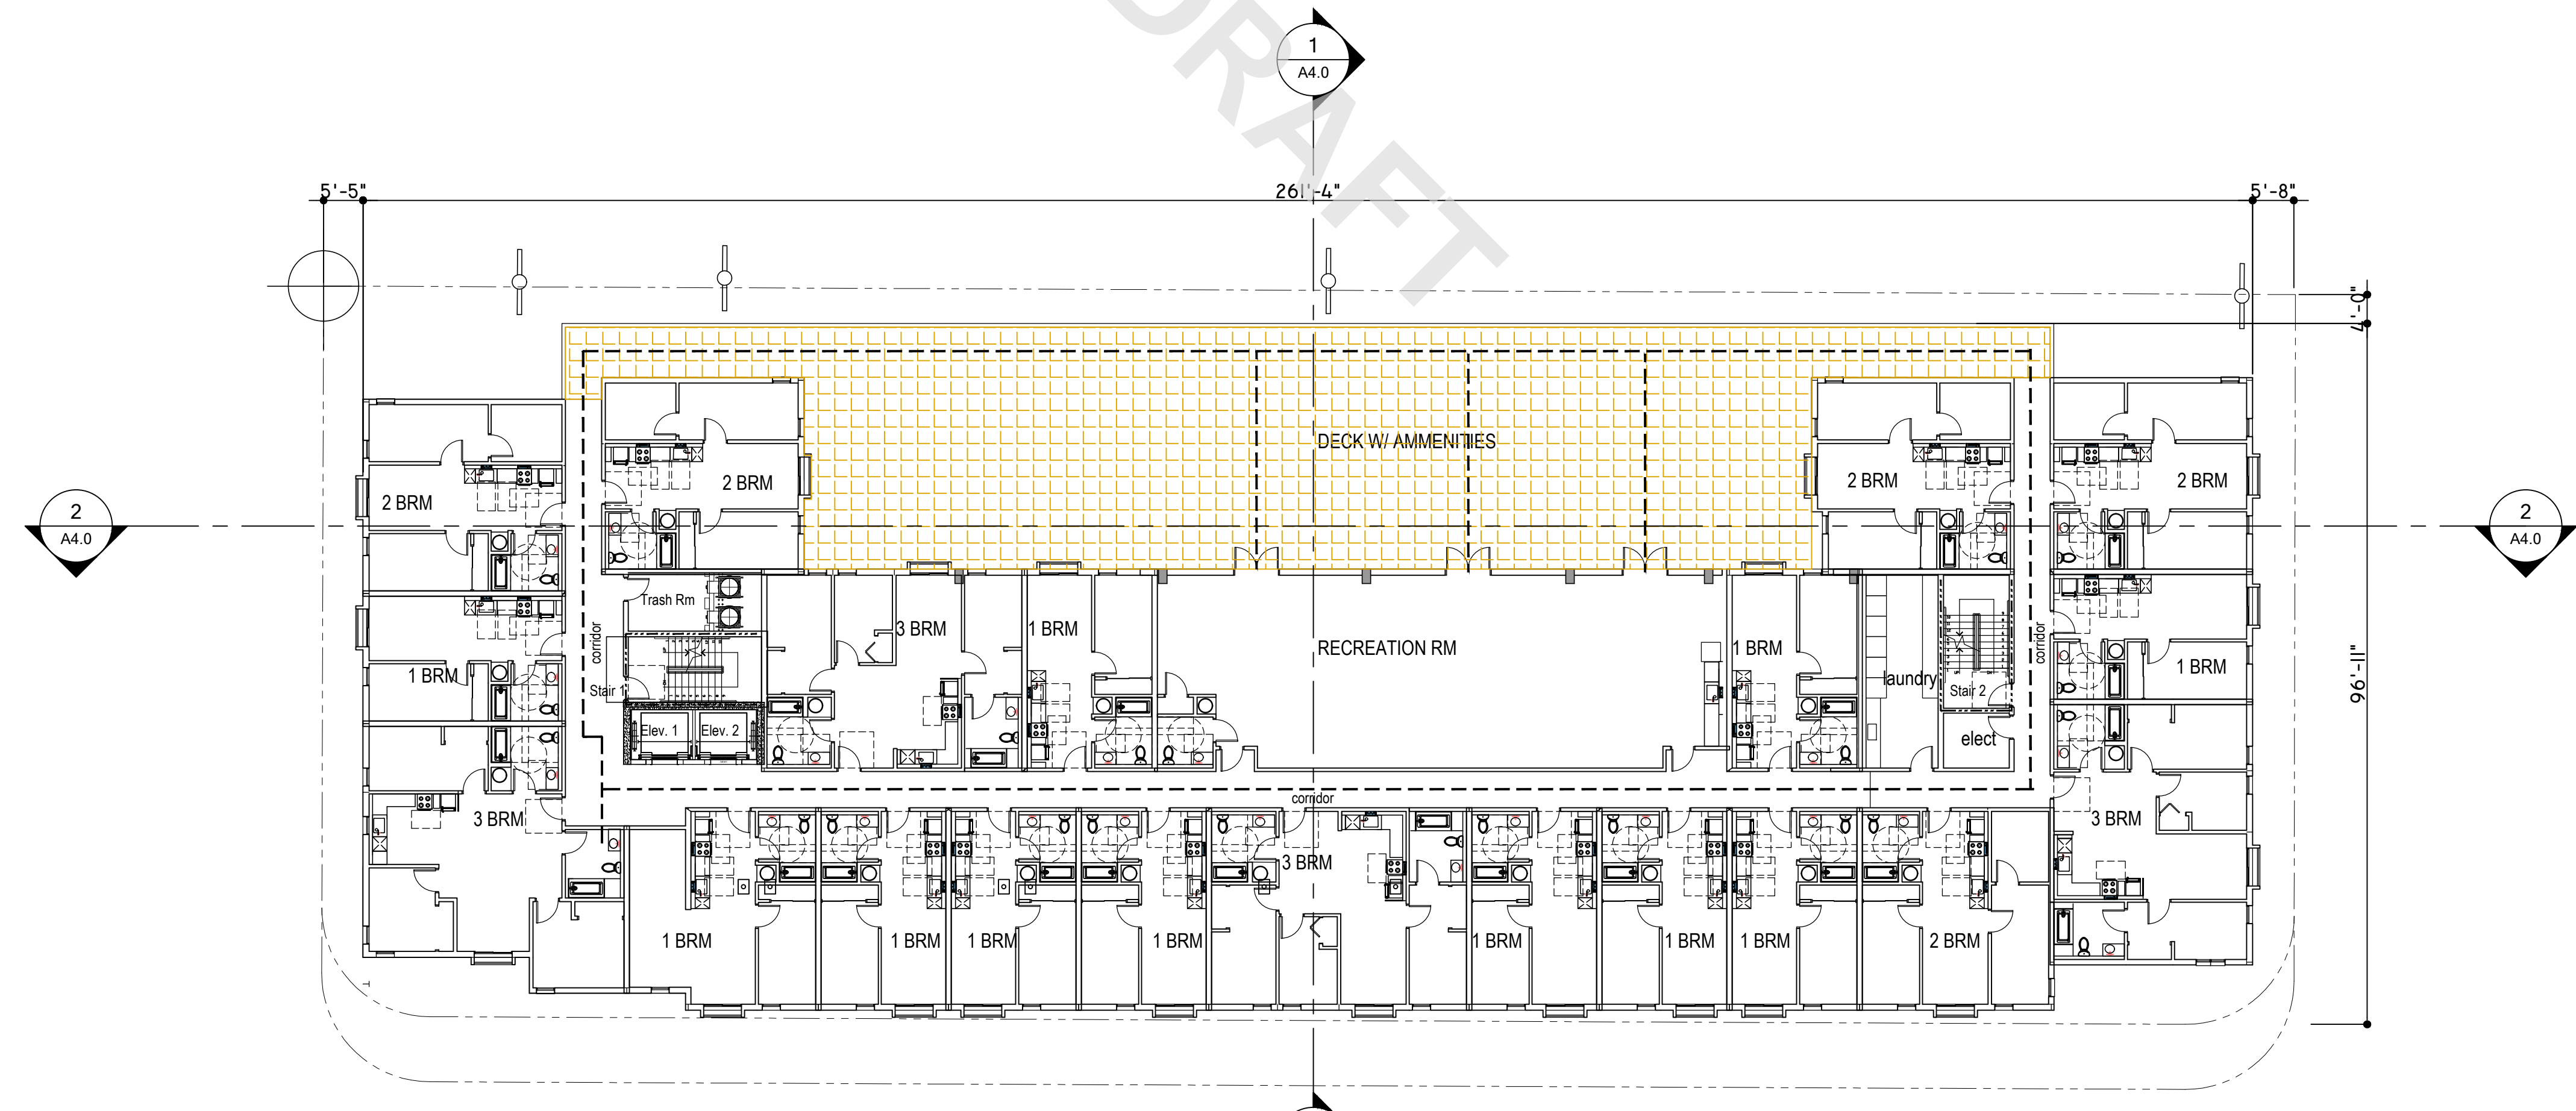 DRAFT
1
A4.0
5'-5"
261'-4"
5'-8"
4'-0"
DECK W/ AMMENITIES
2 BRM
2 BRM
2 BRM
2 BRM
2
A4.0
2
A4.0
Trash Rm
corridor
3 BRM
1 BRM
RECREATION RM
1 BRM
corridor
1 BRM
1 BRM
laundry
Stair 1
Stair 2
96'-11"
Elev. 1
Elev. 2
elect
corridor
3 BRM
3 BRM
3 BRM
1 BRM
1 BRM
1 BRM
1 BRM
1 BRM
1 BRM
1 BRM
2 BRM